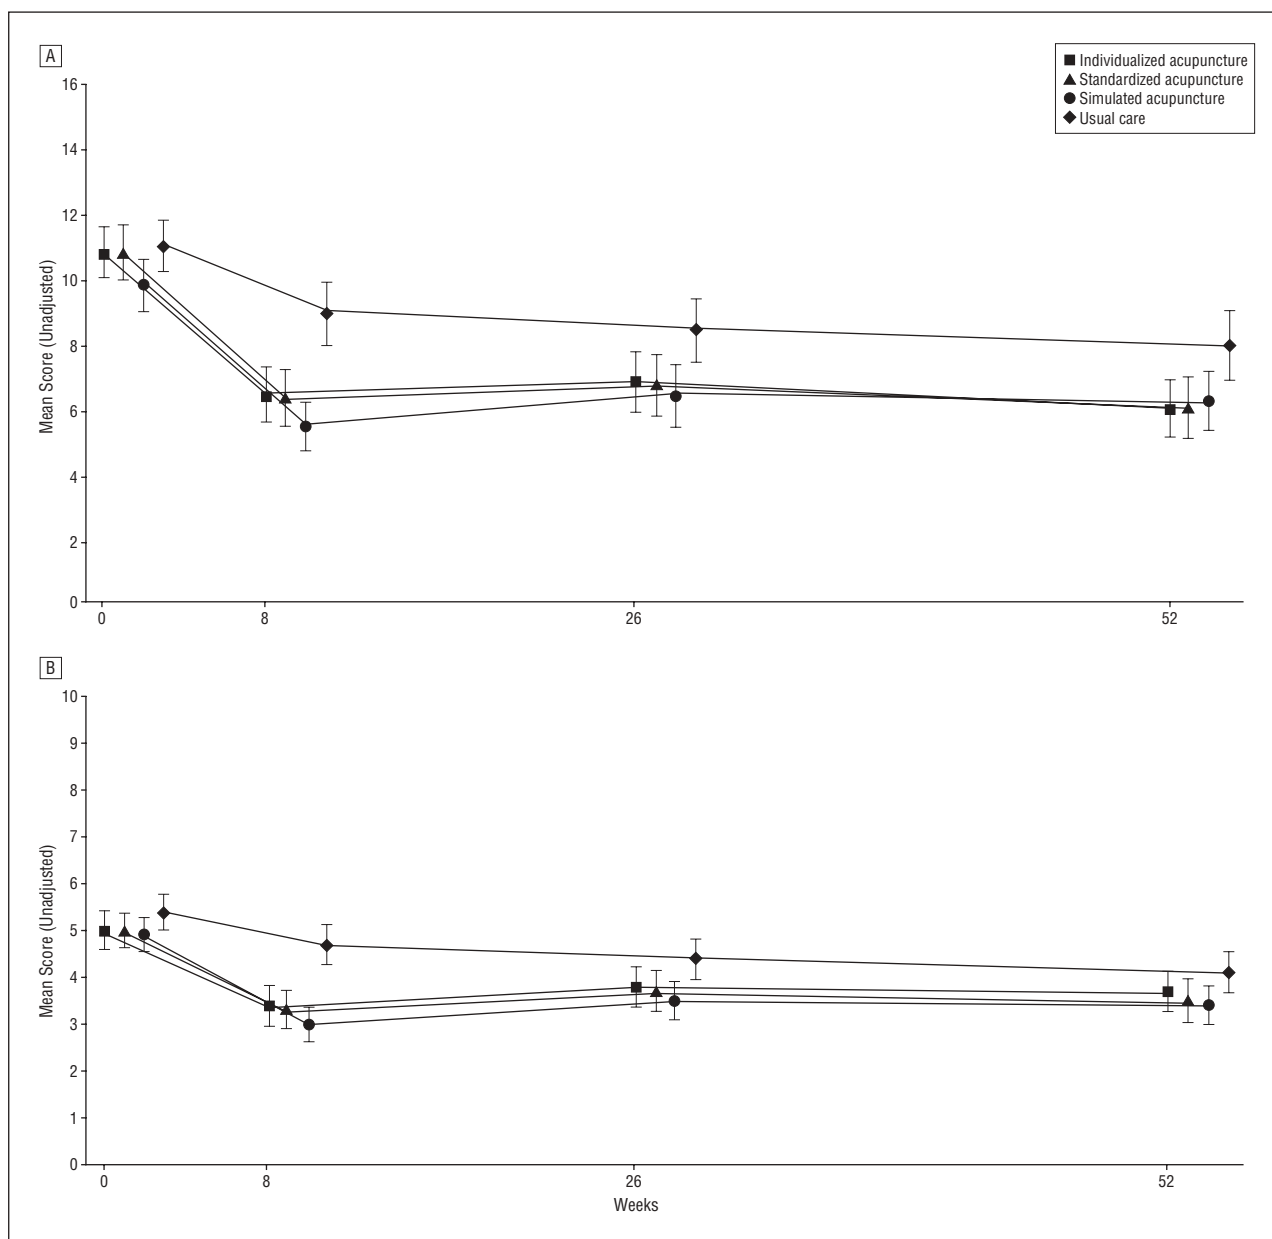 A
Individualized acupuncture
Standardized acupuncture
Simulated acupuncture
Usual care
Mean Score (Unadjusted)
16
14
12
10
8
6
4
2
0
0 8 26 52
B
Mean Score (Unadjusted)
10
9
8
7
6
5
4
3
2
1
0
0 8 26 52
Weeks